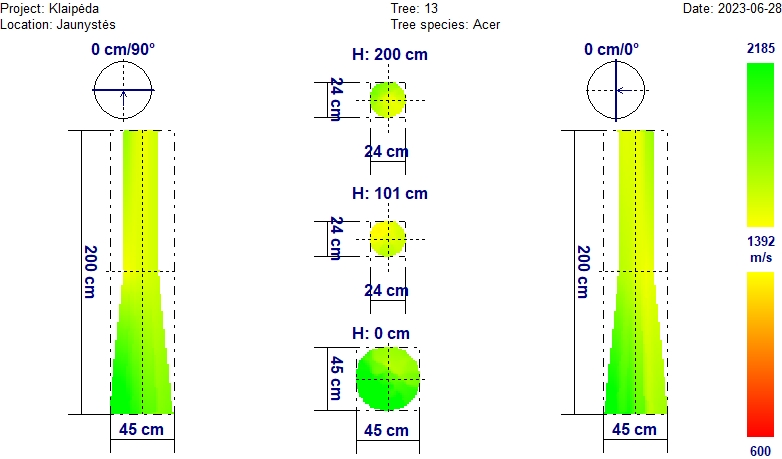 Project: Klaipėda
Tree: 13
Date: 2023-06-28
Location: Jaunystės
Tree species: Acer
0 cm/90°
H: 200 cm
0 cm/0°
2185
24 cm
24 cm
H: 101 cm
24 cm
24 cm
200 cm
200 cm
1392
m/s
H: 0 cm
45 cm
45 cm
45 cm
45 cm
600